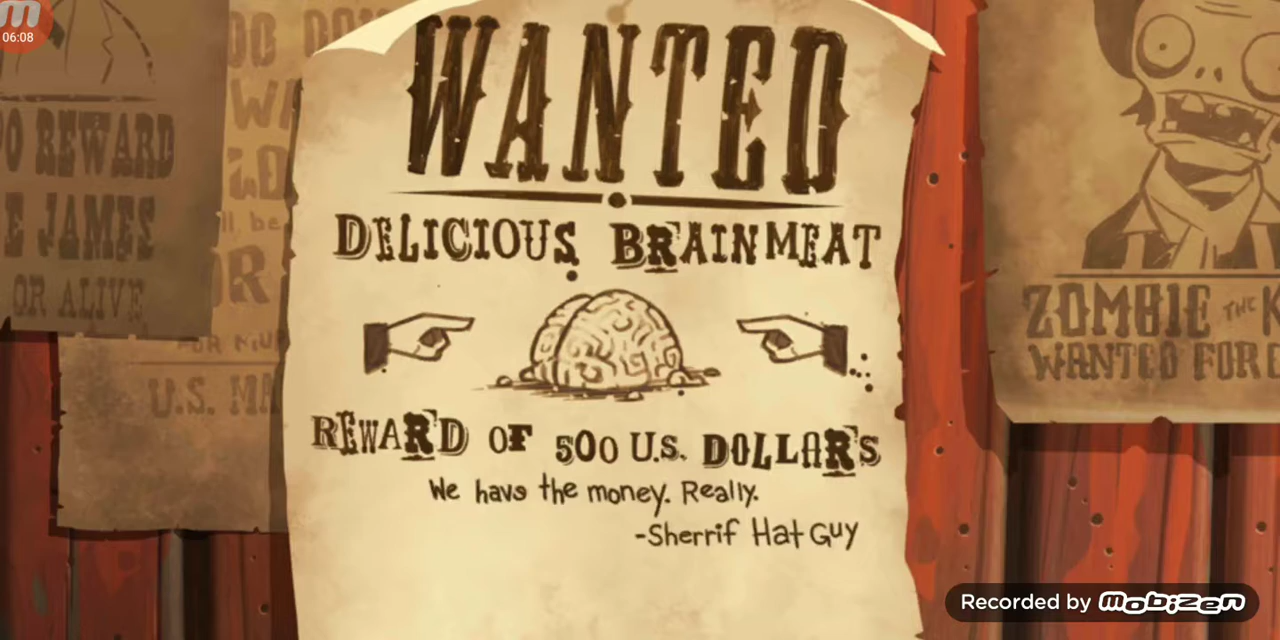 06:08
WANTED
DELICIOUS BRAINMEAT
REWARD OF 500 U.S. DOLLARS
We have the money. Really.
-Sherrif Hat Guy
REWARD
JAMES
OR ALIVE
U.S.
ZOMBIE THE
WANTED FOR
Recorded by mobizen